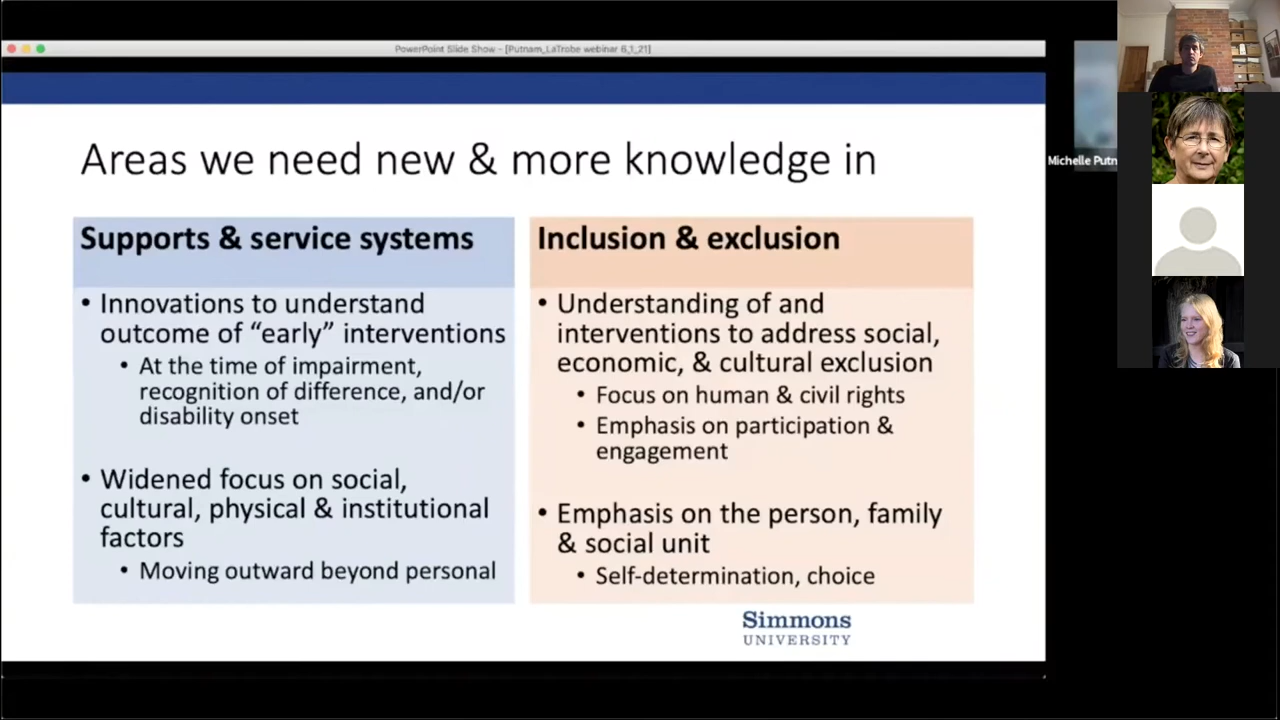 PowerPoint Slide Show - [Putnam_LaTrobe webinar 6_1_21]
Areas we need new & more knowledge in
Michelle Putn
Supports & service systems
• Innovations to understand
outcome of “early” interventions
• At the time of impairment,
recognition of difference, and/or
disability onset
• Widened focus on social,
cultural, physical & institutional
factors
• Moving outward beyond personal
Inclusion & exclusion
• Understanding of and
interventions to address social,
economic, & cultural exclusion
• Focus on human & civil rights
• Emphasis on participation &
engagement
• Emphasis on the person, family
& social unit
• Self-determination, choice
Simmons
UNIVERSITY